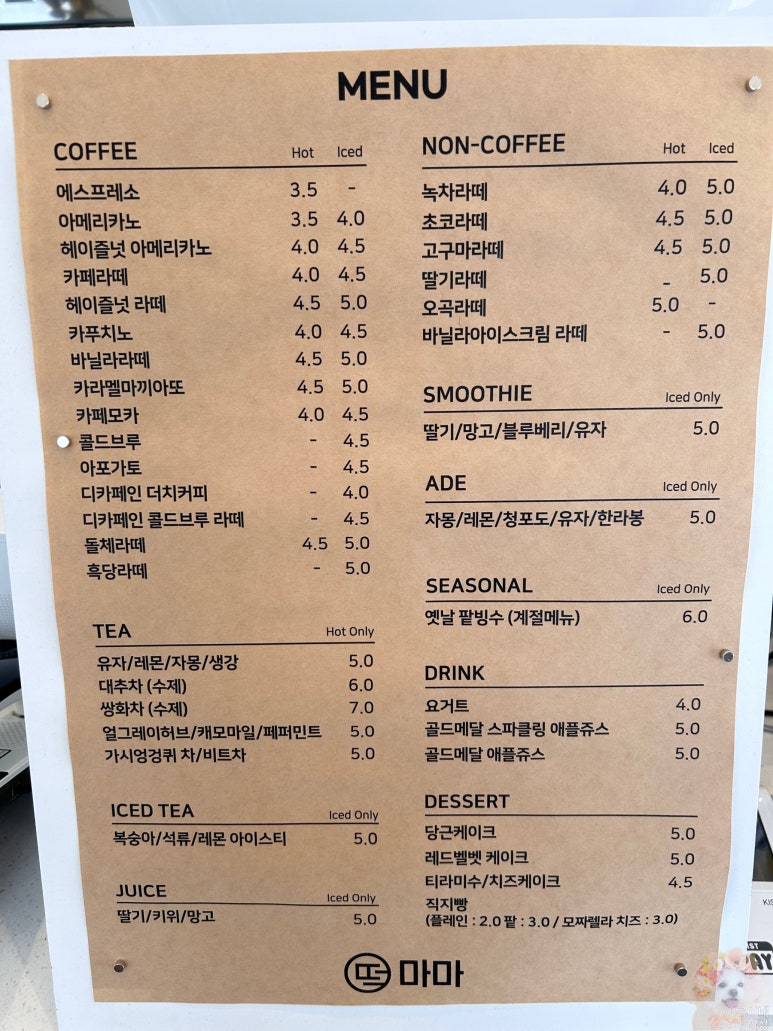 MENU
COFFEE Hot Iced
에스프레소 3.5 -
아메리카노 3.5 4.0
헤이즐넛 아메리카노 4.0 4.5
카페라떼 4.0 4.5
헤이즐넛 라떼 4.5 5.0
카푸치노 4.0 4.5
바닐라라떼 4.5 5.0
카라멜마끼아또 4.5 5.0
카페모카 4.0 4.5
콜드브루 - 4.5
아포가토 - 4.5
디카페인 더치커피 - 4.0
디카페인 콜드브루 라떼 - 4.5
돌체라떼 4.5 5.0
흑당라떼 - 5.0
TEA Hot Only
유자/레몬/자몽/생강 5.0
대추차 (수제) 6.0
쌍화차 (수제) 7.0
얼그레이허브/캐모마일/페퍼민트 5.0
가시엉겅퀴 차/비트차 5.0
ICED TEA Iced Only
복숭아/석류/레몬 아이스티 5.0
JUICE Iced Only
딸기/키위/망고 5.0
NON-COFFEE Hot Iced
녹차라떼 4.0 5.0
초코라떼 4.5 5.0
고구마라떼 4.5 5.0
딸기라떼 - 5.0
오곡라떼 5.0 -
바닐라아이스크림 라떼 - 5.0
SMOOTHIE Iced Only
딸기/망고/블루베리/유자 5.0
ADE Iced Only
자몽/레몬/청포도/유자/한라봉 5.0
SEASONAL Iced Only
옛날 팥빙수 (계절메뉴) 6.0
DRINK
요거트 4.0
골드메달 스파클링 애플쥬스 5.0
골드메달 애플쥬스 5.0
DESSERT
당근케이크 5.0
레드벨벳 케이크 5.0
티라미수/치즈케이크 4.5
직지빵
(플레인 : 2.0 팥 : 3.0 / 모짜렐라 치즈 : 3.0)
마마